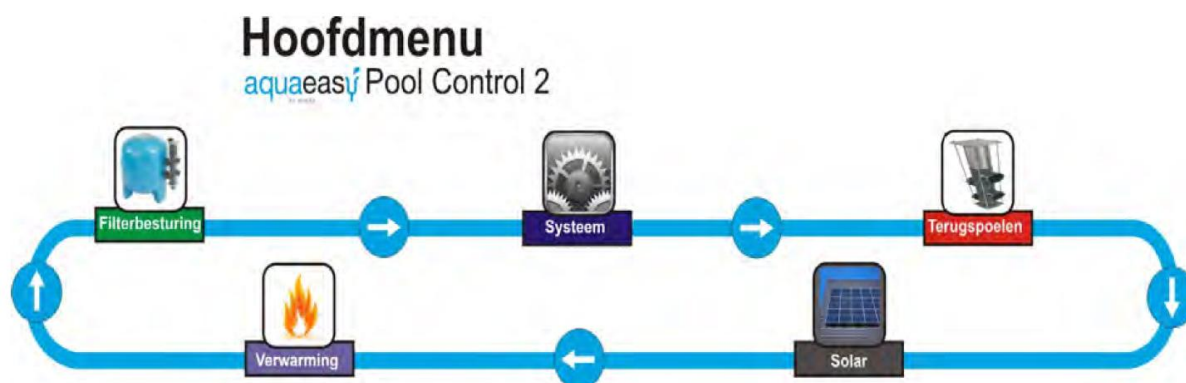 Hoofdmenu
aquaeasy Pool Control 2
Filterbesturing
Systeem
Terugspoelen
Verwarming
Solar